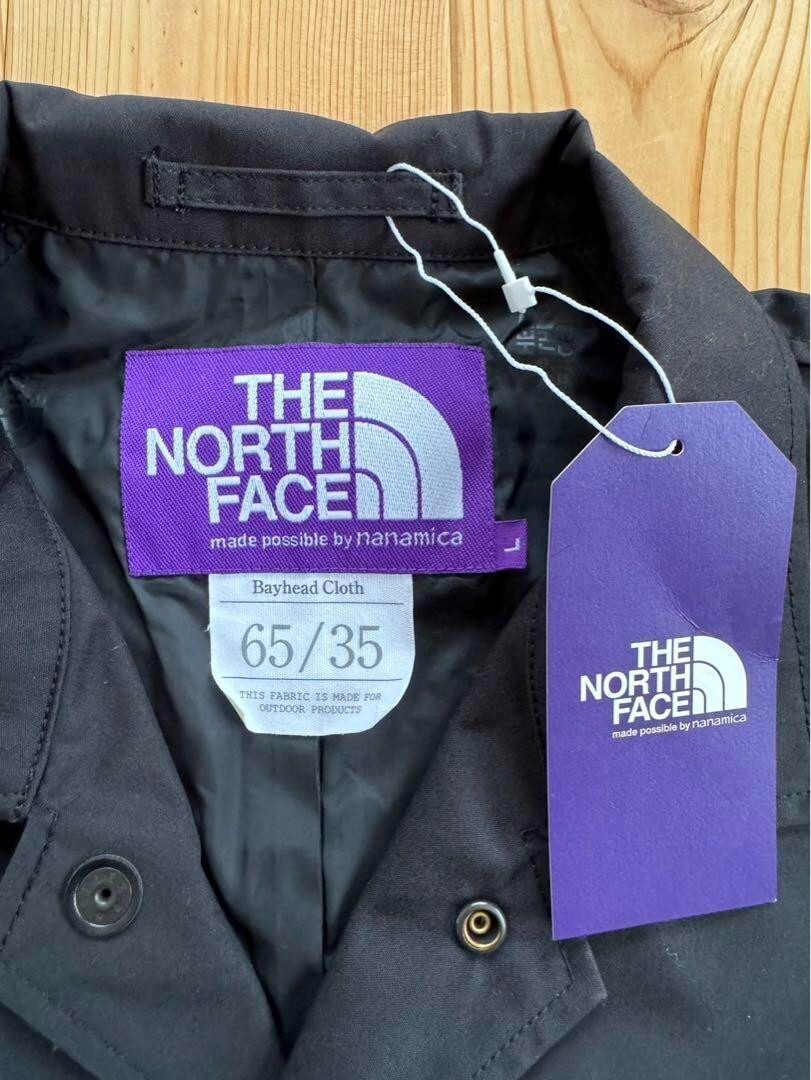 THE
NORTH
FACE
made possible by nanamica
L
Bayhead Cloth
65/35
THIS FABRIC IS MADE FOR
OUTDOOR PRODUCTS
THE
NORTH
FACE
made possible by nanamica